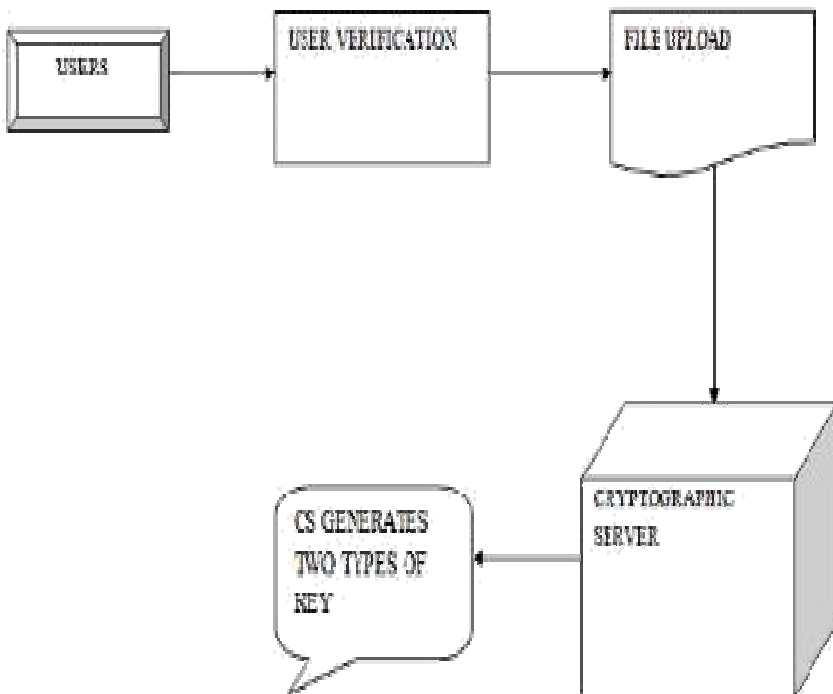 USERS
USER VERIFICATION
FILE UPLOAD
CRYPTOGRAPHIC
SERVER
CS GENERATES
TWO TYPES OF
KEY